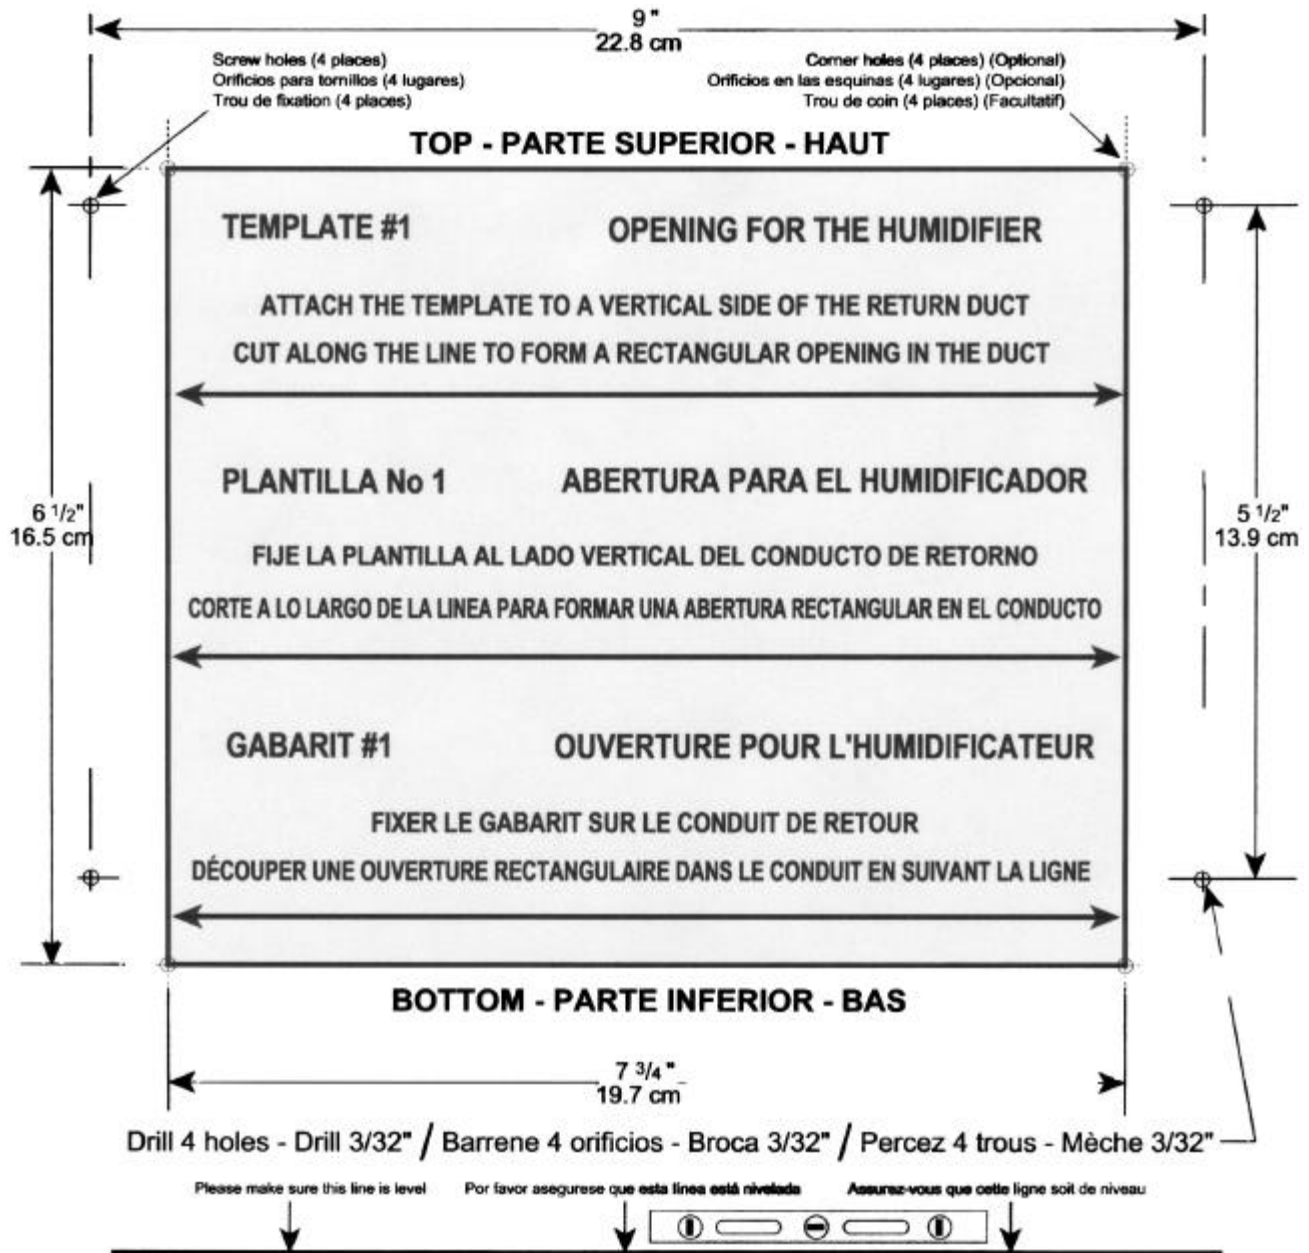 9"
22.8 cm
Screw holes (4 places)
Orificios para tornillos (4 lugares)
Trou de fixation (4 places)
Corner holes (4 places) (Optional)
Orificios en las esquinas (4 lugares) (Opcional)
Trou de coin (4 places) (Facultatif)
TOP - PARTE SUPERIOR - HAUT
TEMPLATE #1 OPENING FOR THE HUMIDIFIER
ATTACH THE TEMPLATE TO A VERTICAL SIDE OF THE RETURN DUCT
CUT ALONG THE LINE TO FORM A RECTANGULAR OPENING IN THE DUCT
PLANTILLA No 1 ABERTURA PARA EL HUMIDIFICADOR
6 1/2"
16.5 cm
5 1/2"
13.9 cm
FIJE LA PLANTILLA AL LADO VERTICAL DEL CONDUCTO DE RETORNO
CORTE A LO LARGO DE LA LINEA PARA FORMAR UNA ABERTURA RECTANGULAR EN EL CONDUCTO
GABARIT #1 OUVERTURE POUR L'HUMIDIFICATEUR
FIXER LE GABARIT SUR LE CONDUIT DE RETOUR
DÉCOUPER UNE OUVERTURE RECTANGULAIRE DANS LE CONDUIT EN SUIVANT LA LIGNE
BOTTOM - PARTE INFERIOR - BAS
7 3/4"
19.7 cm
Drill 4 holes - Drill 3/32" / Barrene 4 orificios - Broca 3/32" / Percez 4 trous - Mèche 3/32"
Please make sure this line is level Por favor asegurese que esta linea está nivelada Assurez-vous que cette ligne soit de niveau